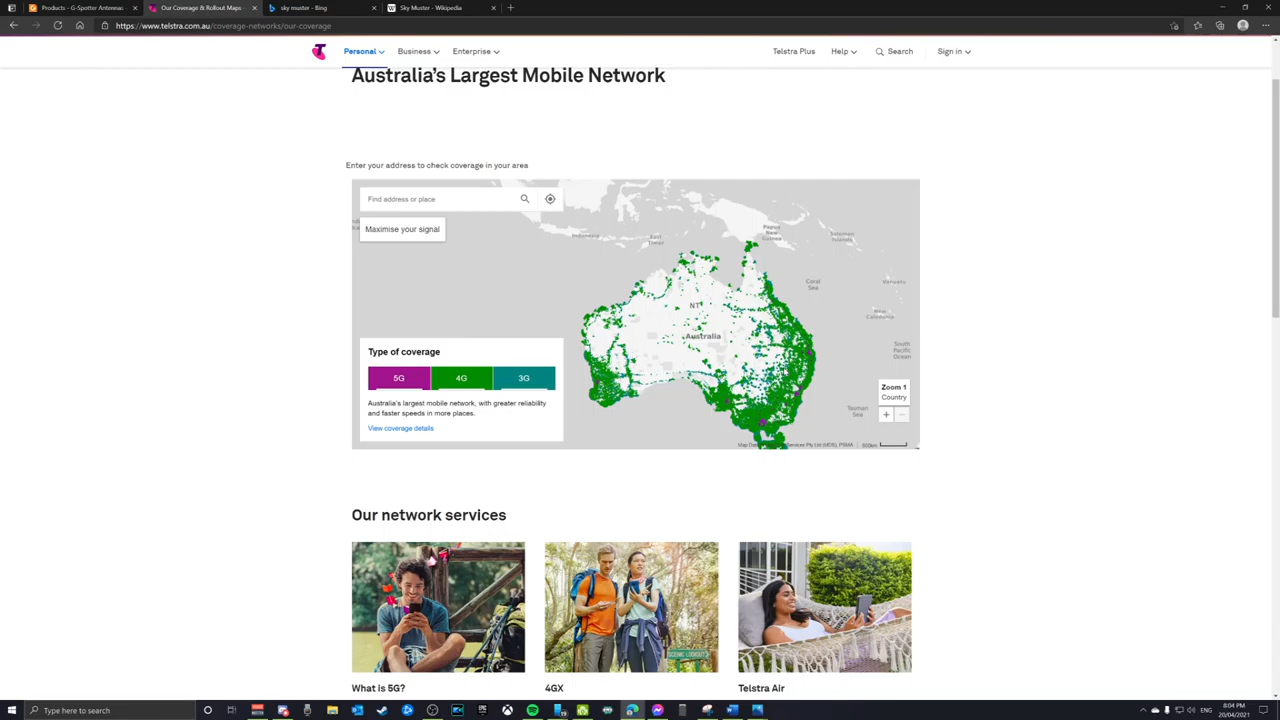 Products - G-Spotter Antennas
Our Coverage & Rollout Maps -
sky muster - Bing
Sky Muster - Wikipedia
https://www.telstra.com.au/coverage-networks/our-coverage
Personal
Business
Enterprise
Telstra Plus
Help
Search
Sign in
Australia's Largest Mobile Network
Enter your address to check coverage in your area
Find address or place
Maximise your signal
Indonesia
East Timor
Papua New Guinea
Solomon Islands
Coral Sea
Vanuatu
New Caledonia
NT
Australia
South Pacific Ocean
Tasman Sea
Type of coverage
5G
4G
3G
Australia's largest mobile network, with greater reliability
and faster speeds in more places.
View coverage details
Zoom 1
Country
600km
Our network services
SCENIC LOOKOUT
What is 5G?
4GX
Telstra Air
Type here to search
8:04 PM
20/04/2021